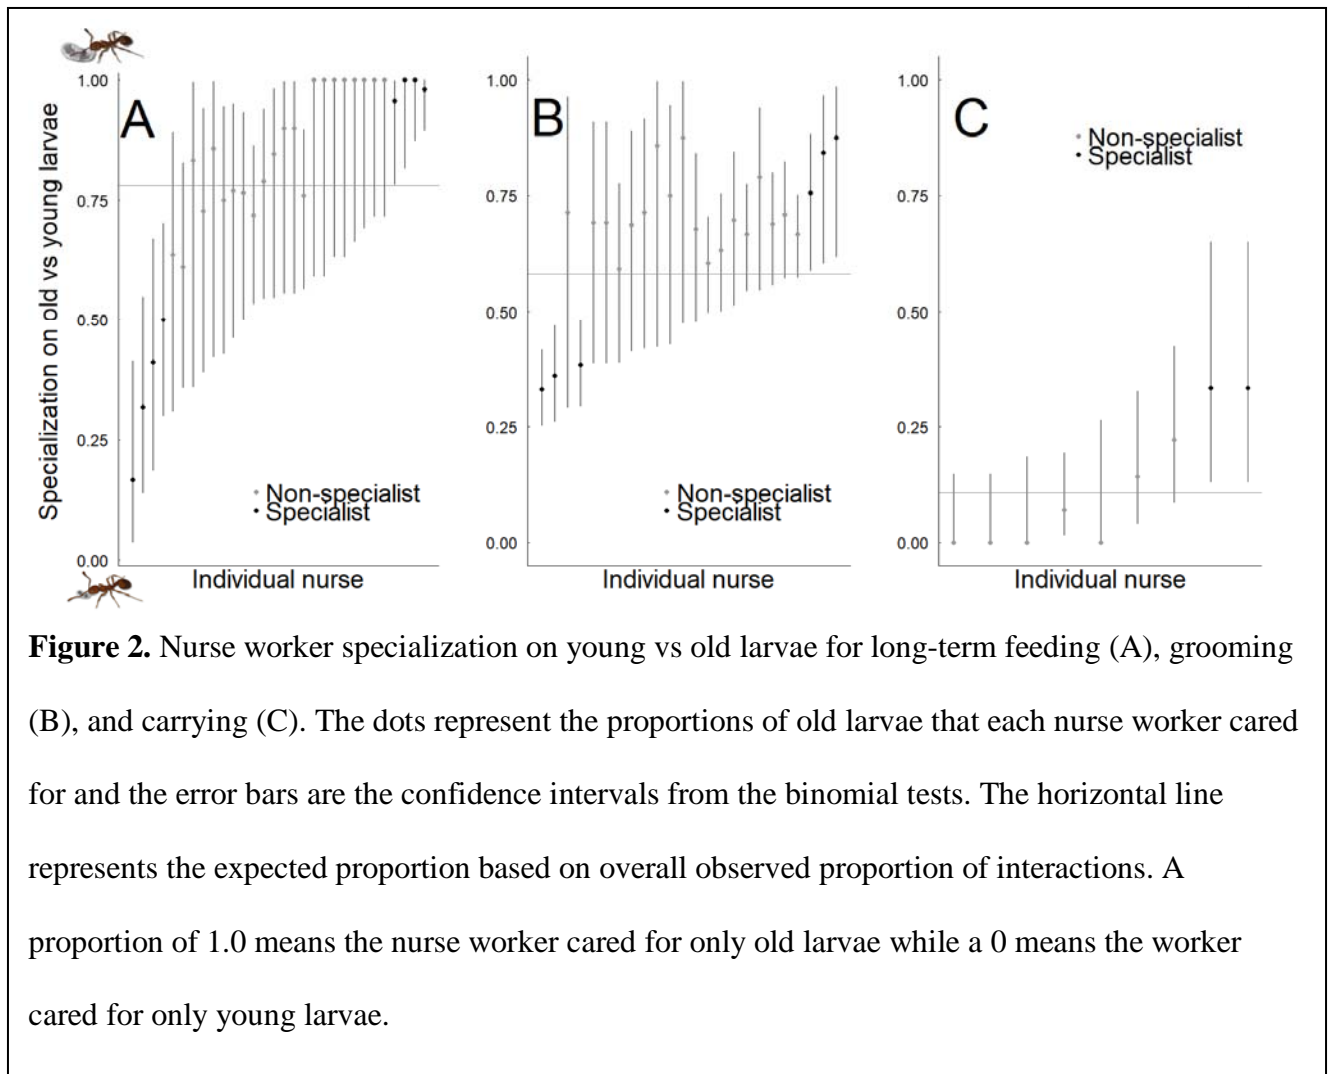 Specialization on old vs young larvae
A
1.00
0.75
0.50
0.25
0.00
Non-specialist
Specialist
Individual nurse
B
1.00
0.75
0.50
0.25
0.00
Non-specialist
Specialist
Individual nurse
C
1.00
0.75
0.50
0.25
0.00
Non-specialist
Specialist
Individual nurse
Figure 2. Nurse worker specialization on young vs old larvae for long-term feeding (A), grooming
(B), and carrying (C). The dots represent the proportions of old larvae that each nurse worker cared
for and the error bars are the confidence intervals from the binomial tests. The horizontal line
represents the expected proportion based on overall observed proportion of interactions. A
proportion of 1.0 means the nurse worker cared for only old larvae while a 0 means the worker
cared for only young larvae.